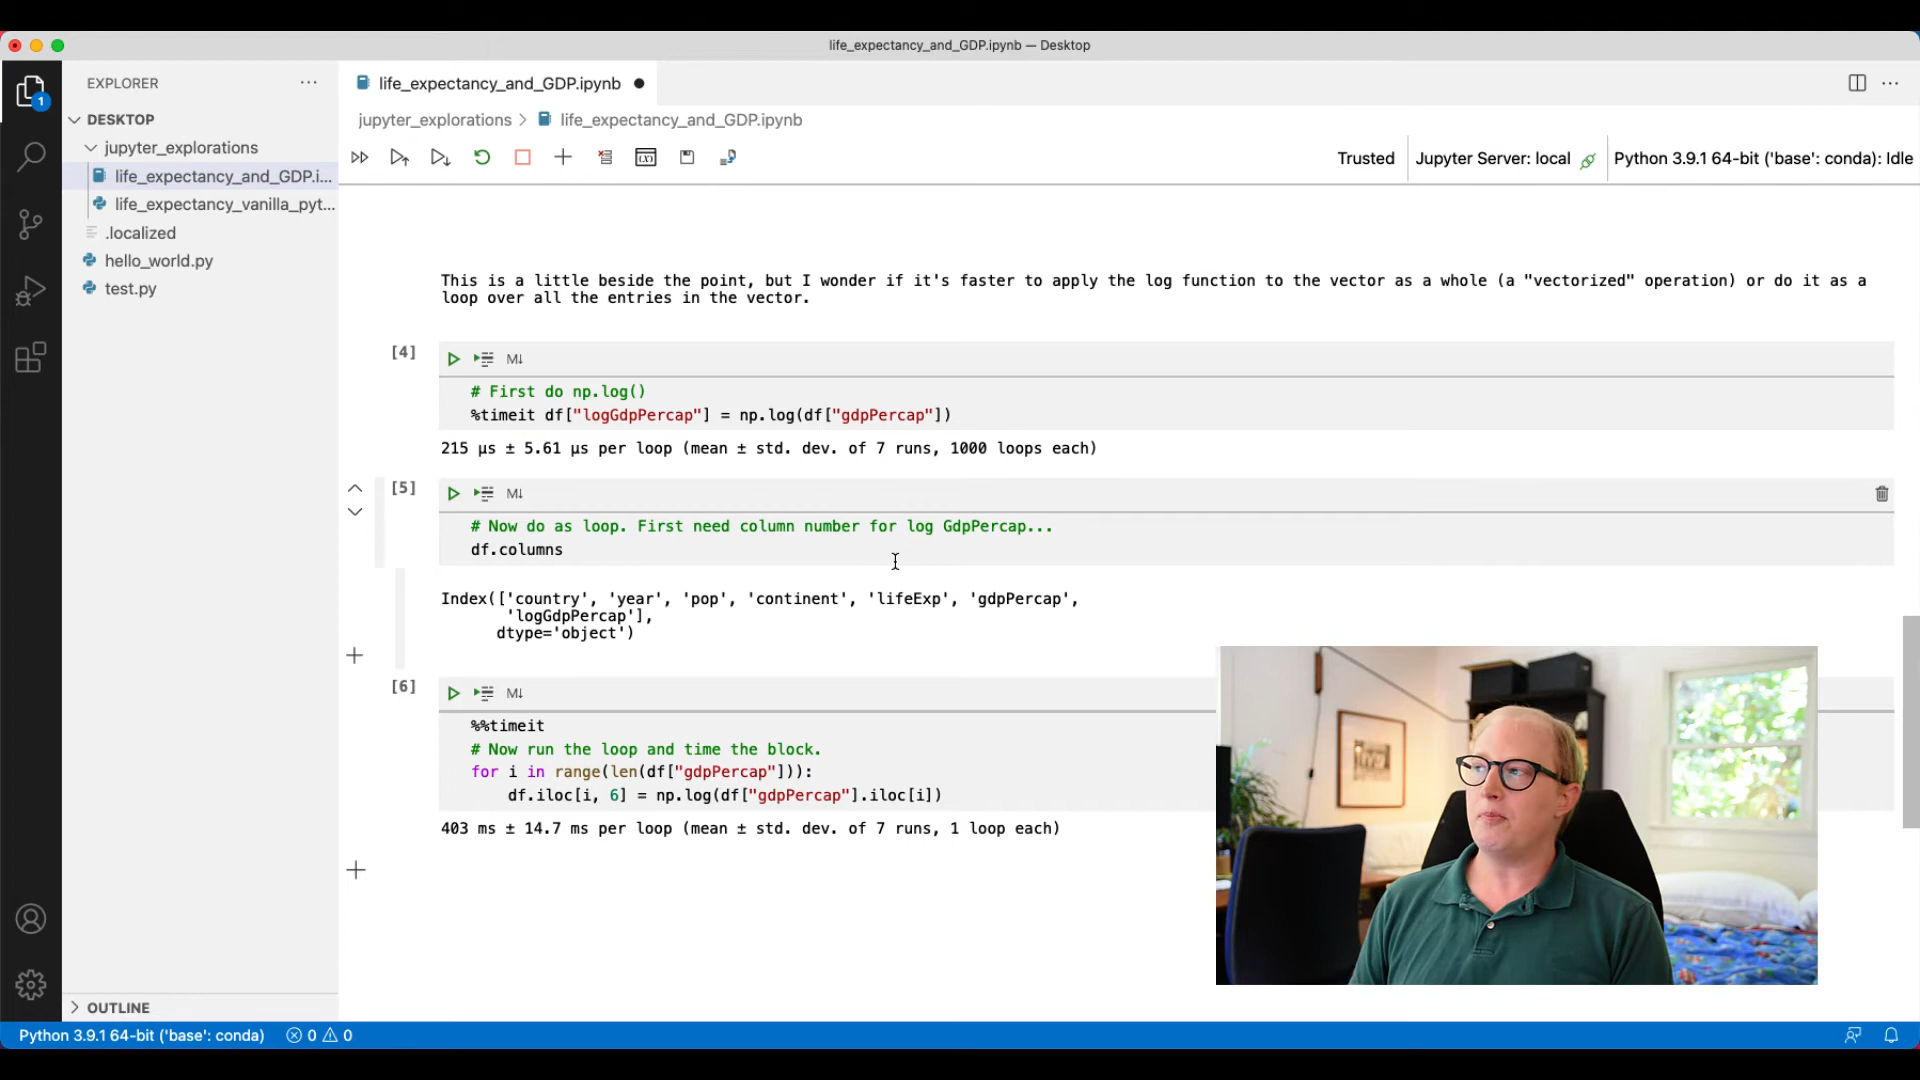 life_expectancy_and_GDP.ipynb — Desktop
EXPLORER
life_expectancy_and_GDP.ipynb
1
DESKTOP
jupyter_explorations > life_expectancy_and_GDP.ipynb
jupyter_explorations
Trusted
Jupyter Server: local
Python 3.9.1 64-bit ('base': conda): Idle
life_expectancy_and_GDP.i...
life_expectancy_vanilla_pyt...
.localized
hello_world.py
test.py
This is a little beside the point, but I wonder if it's faster to apply the log function to the vector as a whole (a "vectorized" operation) or do it as a
loop over all the entries in the vector.
[4]
M↓
# First do np.log()
%timeit df["logGdpPercap"] = np.log(df["gdpPercap"])
215 µs ± 5.61 µs per loop (mean ± std. dev. of 7 runs, 1000 loops each)
[5]
M↓
# Now do as loop. First need column number for log GdpPercap...
df.columns
Index(['country', 'year', 'pop', 'continent', 'lifeExp', 'gdpPercap',
'logGdpPercap'],
dtype='object')
[6]
M↓
%%timeit
# Now run the loop and time the block.
for i in range(len(df["gdpPercap"])):
df.iloc[i, 6] = np.log(df["gdpPercap"].iloc[i])
403 ms ± 14.7 ms per loop (mean ± std. dev. of 7 runs, 1 loop each)
OUTLINE
Python 3.9.1 64-bit ('base': conda)
0
0